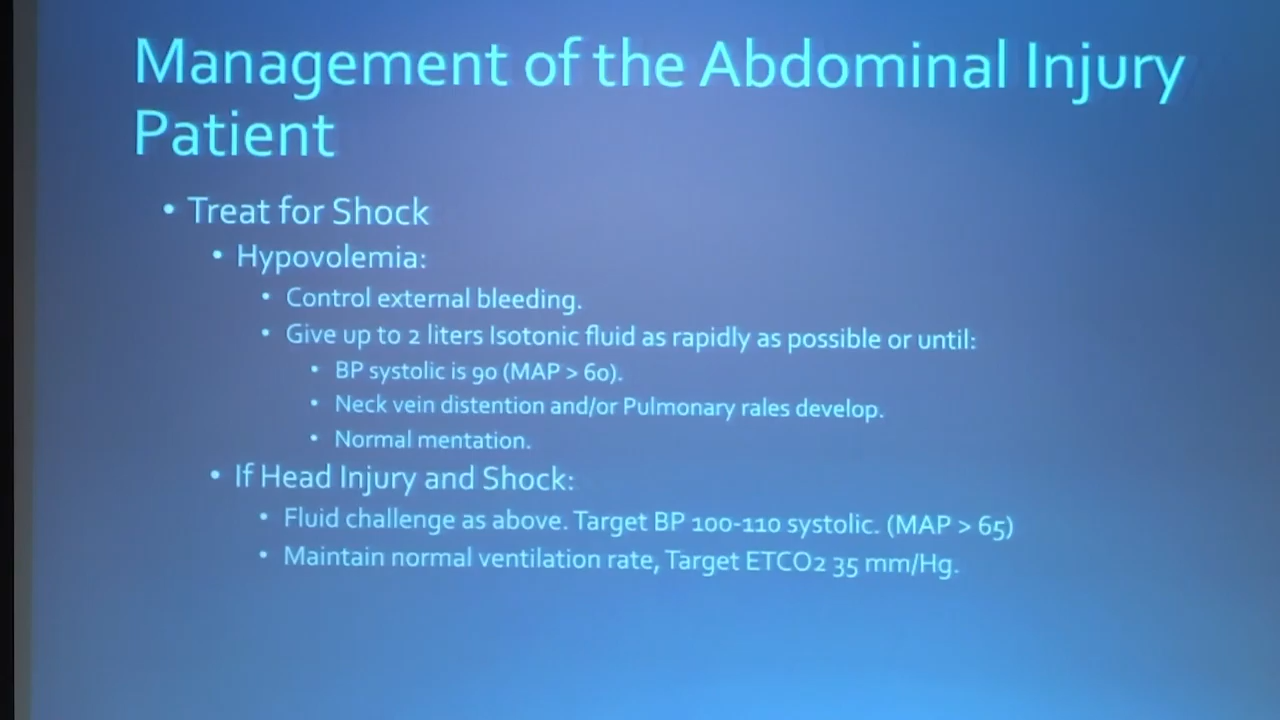 Management of the Abdominal Injury
Patient
• Treat for Shock
• Hypovolemia:
• Control external bleeding.
• Give up to 2 liters Isotonic fluid as rapidly as possible or until:
• BP systolic is 90 (MAP > 60).
• Neck vein distention and/or Pulmonary rales develop.
• Normal mentation.
• If Head Injury and Shock:
• Fluid challenge as above. Target BP 100-110 systolic. (MAP > 65)
• Maintain normal ventilation rate, Target ETCO2 35 mm/Hg.